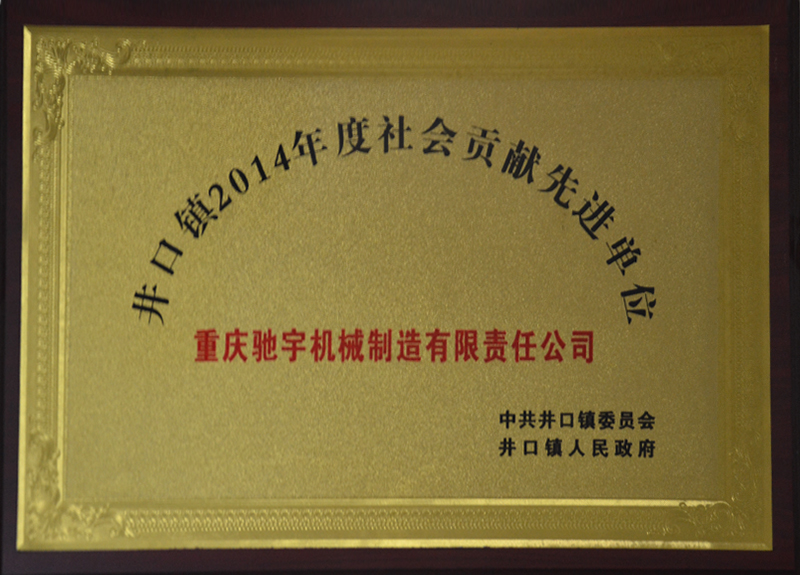 井口镇2014年度社会贡献先进单位
重庆驰宇机械制造有限责任公司
中共井口镇委员会
井口镇人民政府